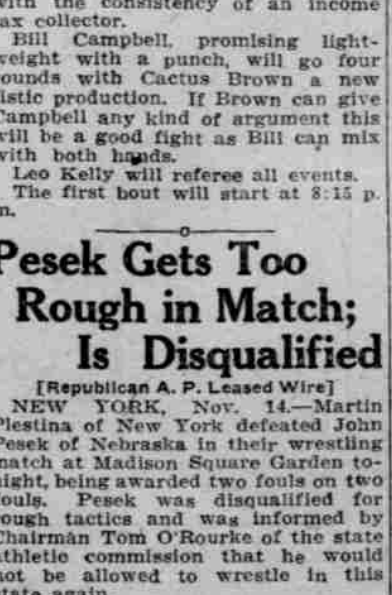 with the consistency of an income
ax collector.
Bill Campbell, promising light-
weight with a punch, will go four
ounds with Cactus Brown a new
istic production. If Brown can give
Campbell any kind of argument this
will be a good fight as Bill can mix
with both hands.
Leo Kelly will referee all events.
The first bout will start at 8:15 p.
m.
Pesek Gets Too
Rough in Match;
Is Disqualified
[Republican A. P. Leased Wire]
NEW YORK, Nov. 14.—Martin
Plestina of New York defeated John
Pesek of Nebraska in their wrestling
match at Madison Square Garden to-
night, being awarded two fouls on two
fouls. Pesek was disqualified for
ough tactics and was informed by
Chairman Tom O'Rourke of the state
athletic commission that he would
not be allowed to wrestle in this
state again.